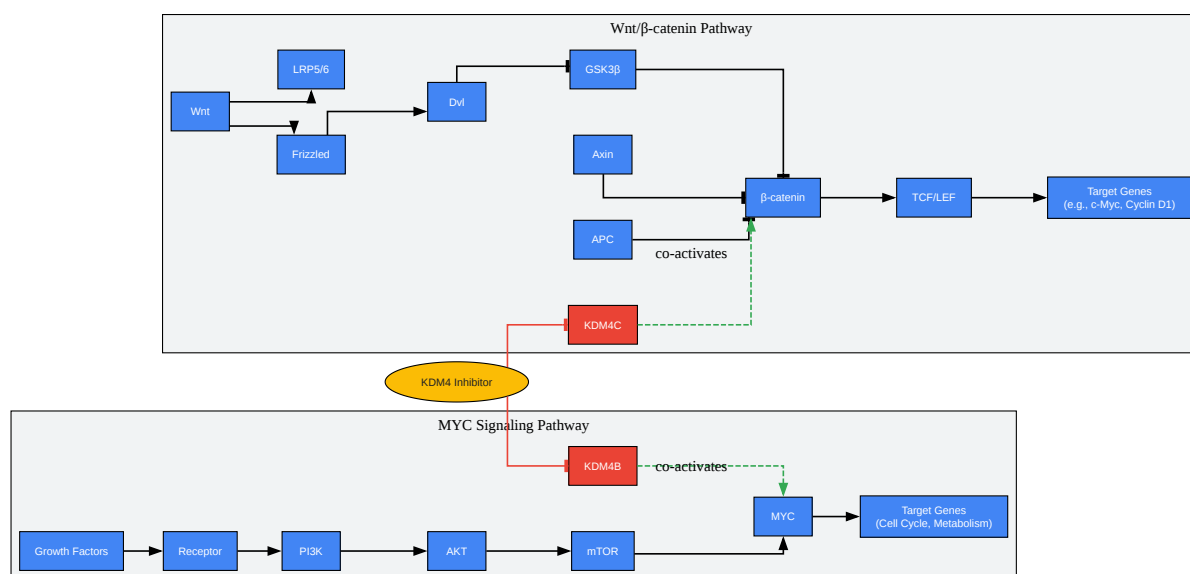 Wnt/β-catenin Pathway
LRP5/6
GSK3β
Wnt
Dvl
Frizzled
Axin
β-catenin
TCF/LEF
Target Genes
(e.g., c-Myc, Cyclin D1)
APC
co-activates
KDM4C
KDM4 Inhibitor
MYC Signaling Pathway
KDM4B
co-activates
MYC
Target Genes
(Cell Cycle, Metabolism)
Growth Factors
Receptor
PI3K
AKT
mTOR